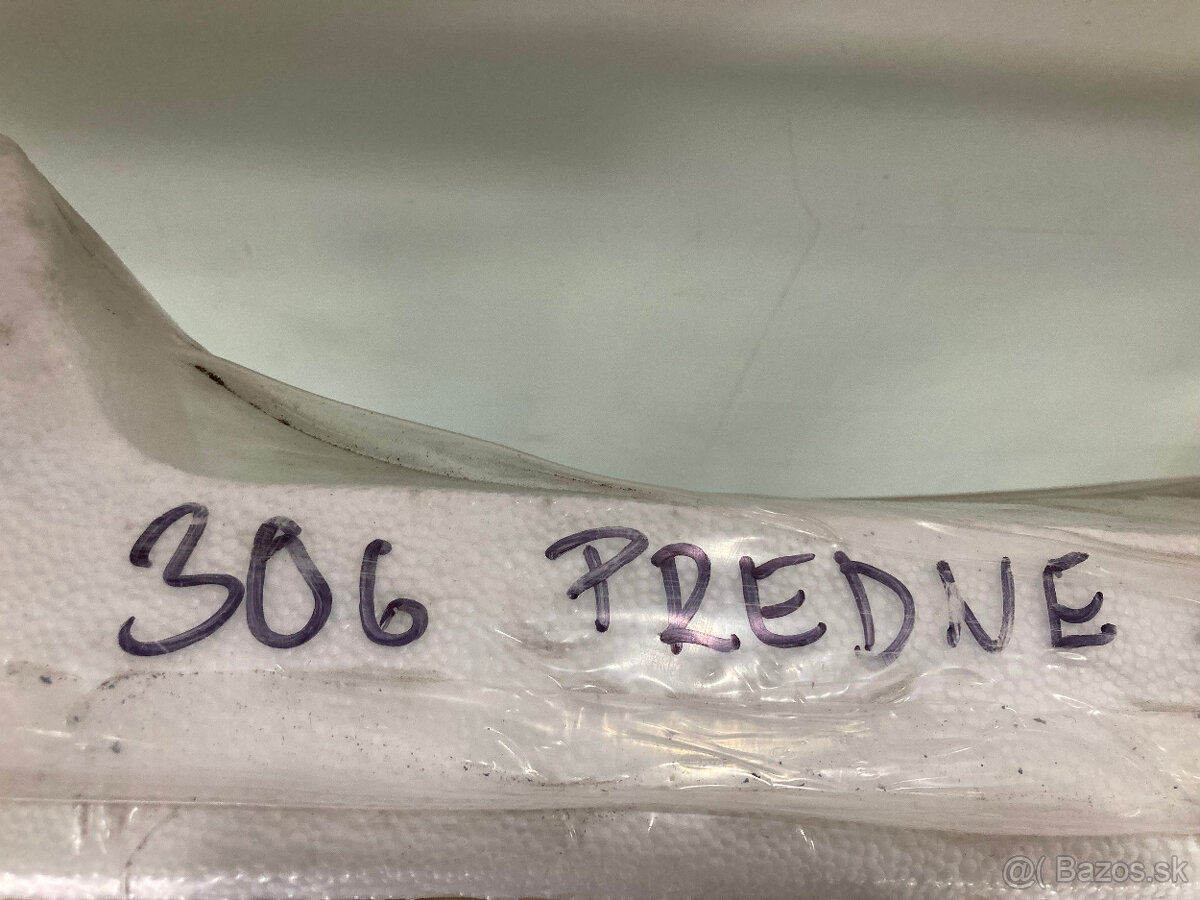 306 PREDNE
@( Bazos.sk